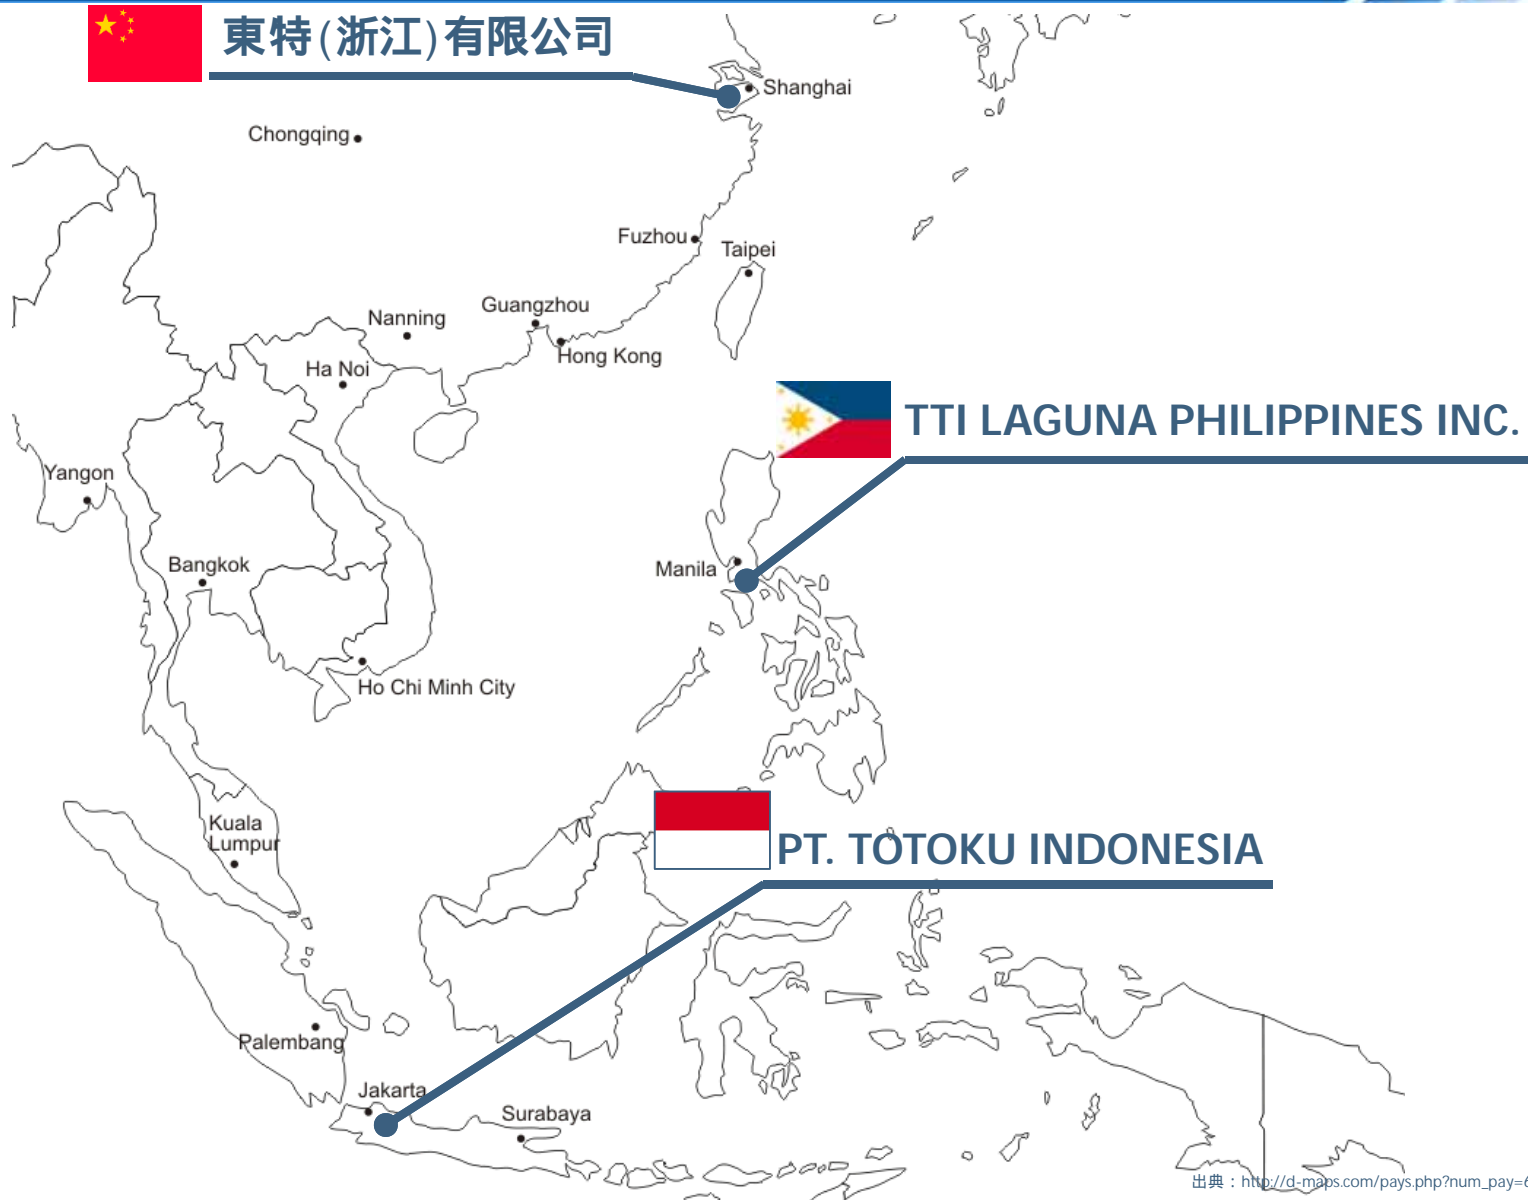 東特(浙江)有限公司
Shanghai
Chongqing
Fuzhou
Taipei
Guangzhou
Nanning
Hong Kong
Ha Noi
TTI LAGUNA PHILIPPINES INC.
Yangon
Bangkok
Manila
Ho Chi Minh City
Kuala
Lumpur
PT. TOTOKU INDONESIA
Palembang
Jakarta
Surabaya
出典：http://d-maps.com/pays.php?num_pay=6